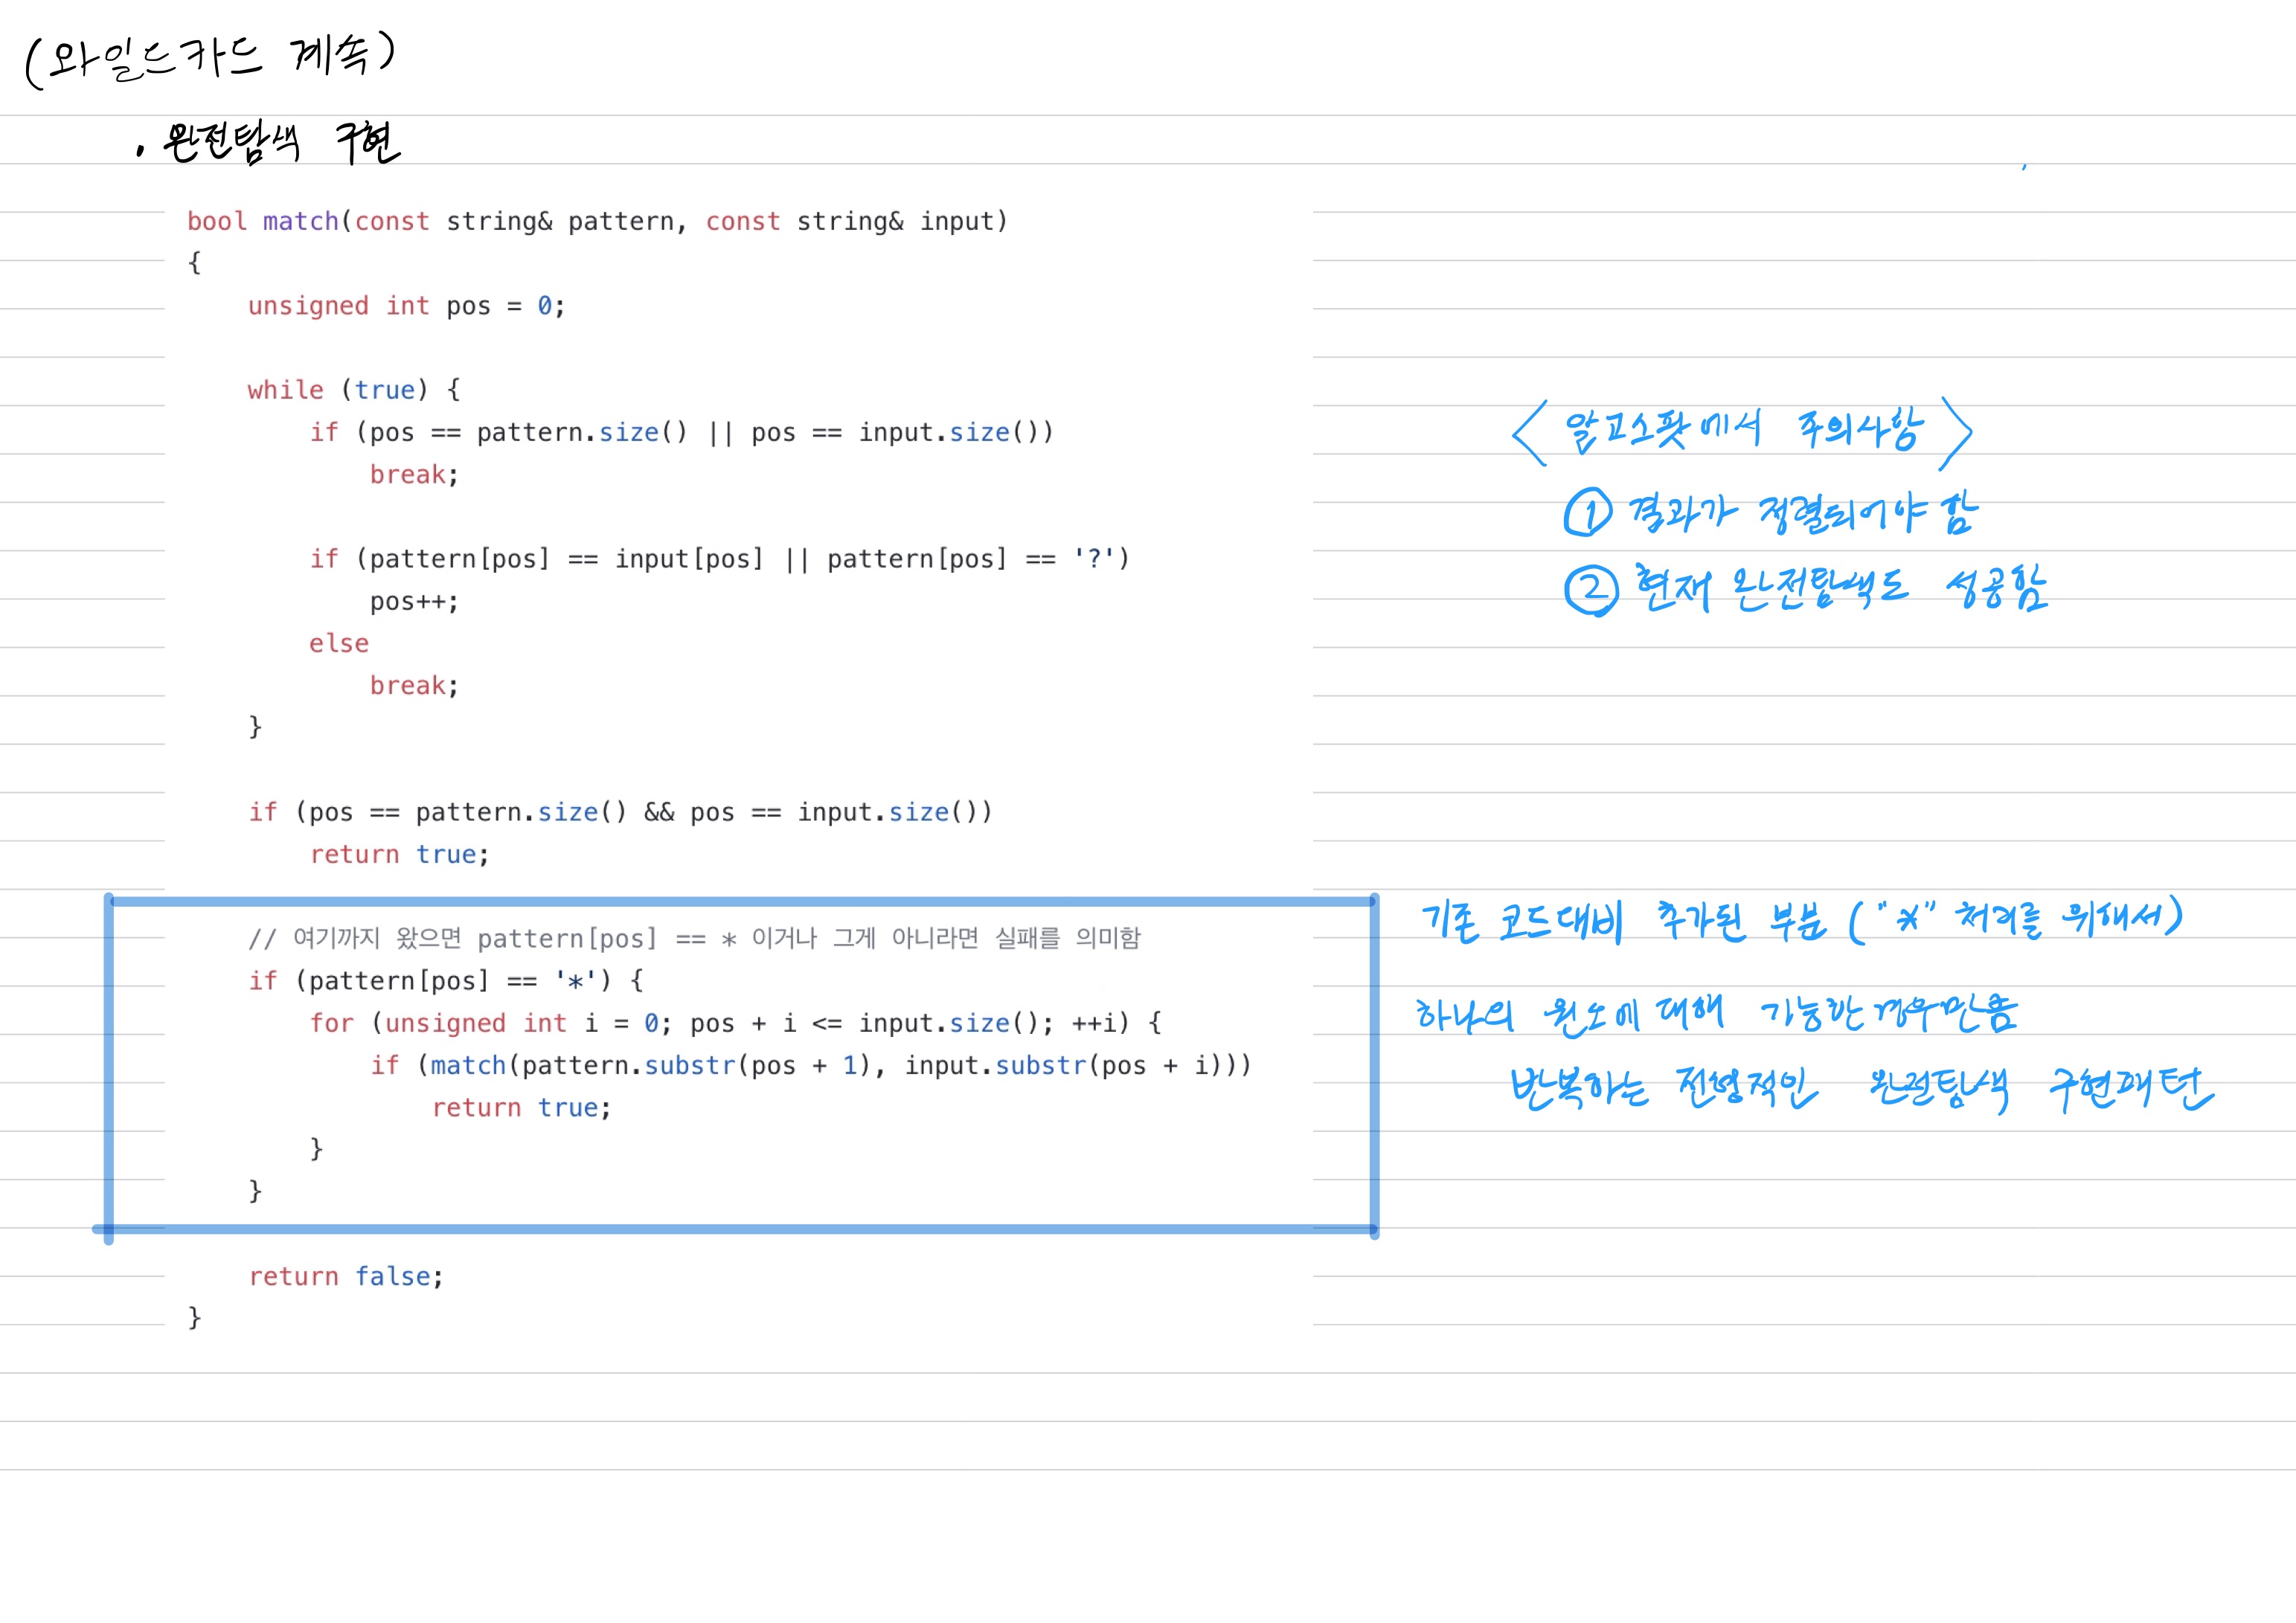 (와일드카드 계속)
. 완전탐색 구현
bool match(const string& pattern, const string& input)
{
    unsigned int pos = 0;
    while (true) {
        if (pos == pattern.size() || pos == input.size())
            break;
        if (pattern[pos] == input[pos] || pattern[pos] == '?')
            pos++;
        else
            break;
    }
    if (pos == pattern.size() && pos == input.size())
        return true;
    // 여기까지 왔으면 pattern[pos] == * 이거나 그게 아니라면 실패를 의미함
    if (pattern[pos] == '*') {
        for (unsigned int i = 0; pos + i <= input.size(); ++i) {
            if (match(pattern.substr(pos + 1), input.substr(pos + i)))
                return true;
        }
    }
    return false;
}
<알고스팟에서 주의사항>
① 결과가 정렬되어야 함
② 현재 완전탐색도 성공함
기존 코드대비 추가된 부분 ("*" 처리를 위해서)
하나의 원소에 대해 가능한 경우만큼
반복하는 전형적인 완전탐색 구현패턴